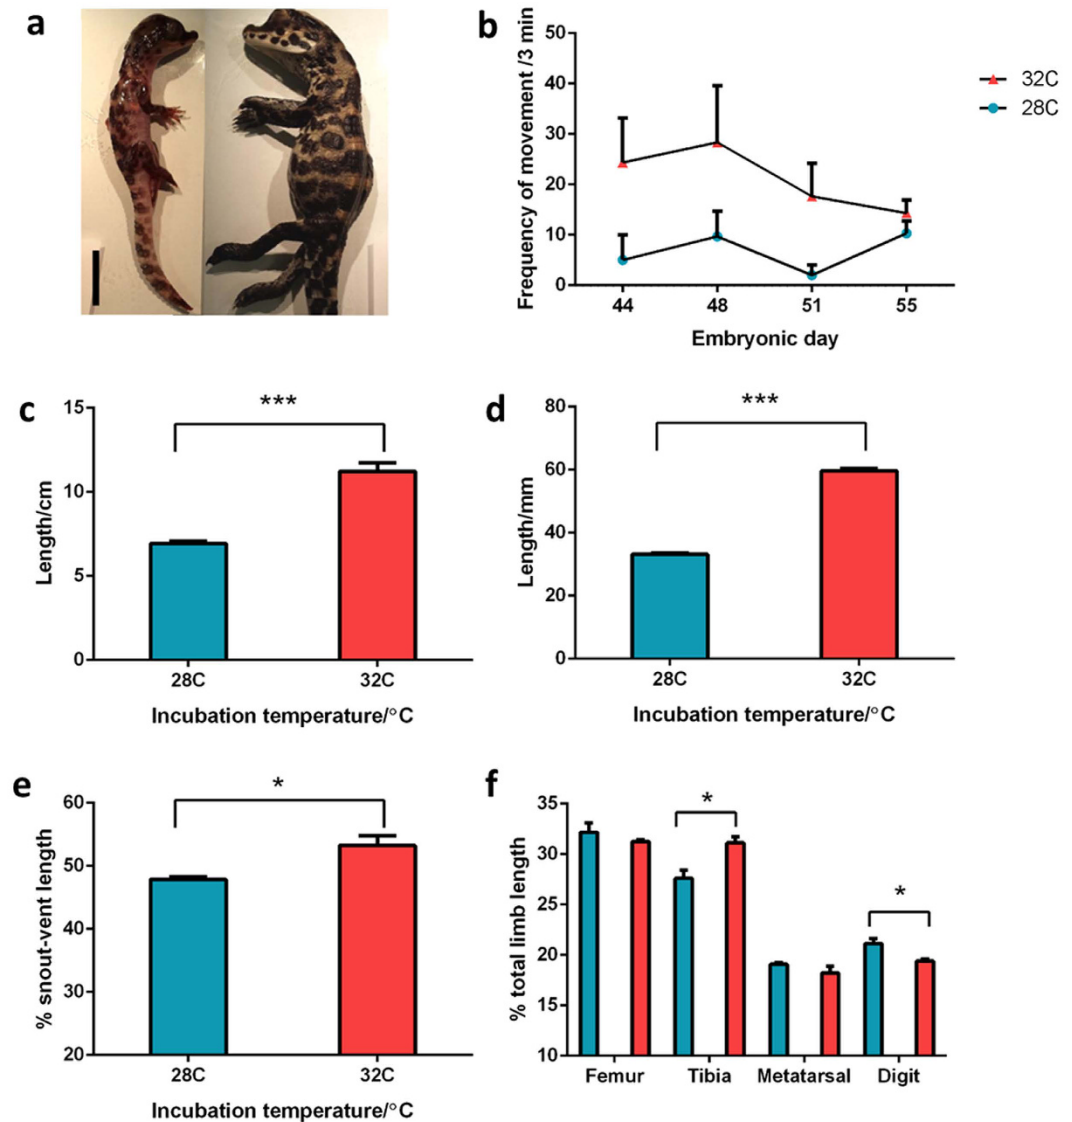 a
b
Frequency of movement /3 min
50
40
30
20
10
0
44 48 51 55
Embryonic day
32C
28C
c
Length/cm
15
10
5
0
***
28C 32C
Incubation temperature/°C
d
Length/mm
80
60
40
20
0
***
28C 32C
Incubation temperature/°C
e
% snout-vent length
60
50
40
30
20
*
28C 32C
Incubation temperature/°C
f
% total limb length
35
30
25
20
15
10
*
*
Femur Tibia Metatarsal Digit